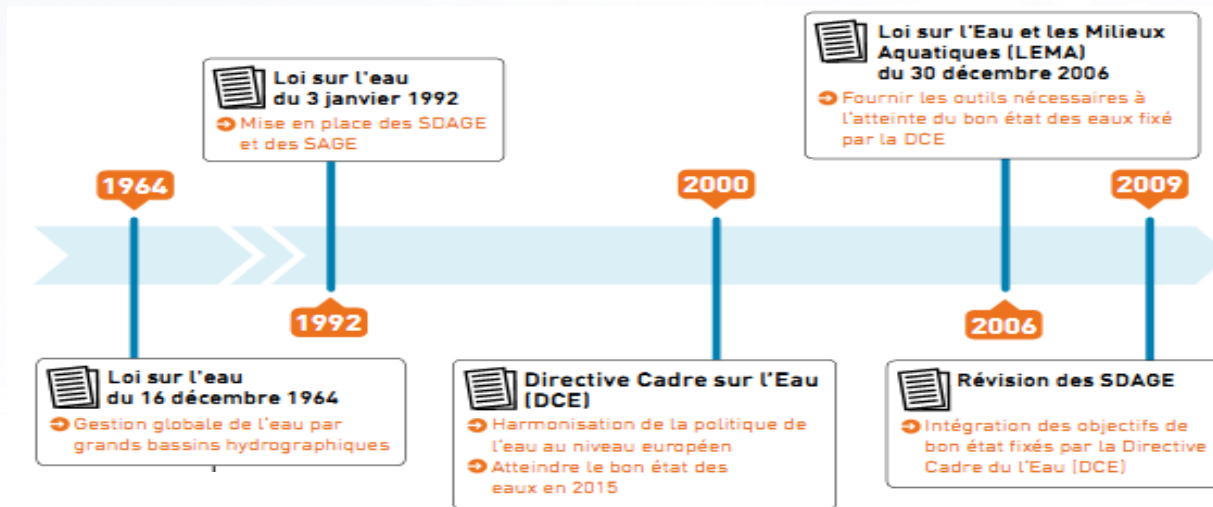 Loi sur l'eau
du 3 janvier 1992
Mise en place des SDAGE
et des SAGE
Loi sur l'Eau et les Milieux
Aquatiques (LEMA)
du 30 décembre 2006
Fournir les outils nécessaires à
l'atteinte du bon état des eaux fixé
par la DCE
1964
2000
2009
1992
2006
Loi sur l'eau
du 16 décembre 1964
Gestion globale de l'eau par
grands bassins hydrographiques
Directive Cadre sur l'Eau
(DCE)
Harmonisation de la politique de
l'eau au niveau européen
Atteindre le bon état des
eaux en 2015
Révision des SDAGE
Intégration des objectifs de
bon état fixés par la Directive
Cadre du l'Eau (DCE)